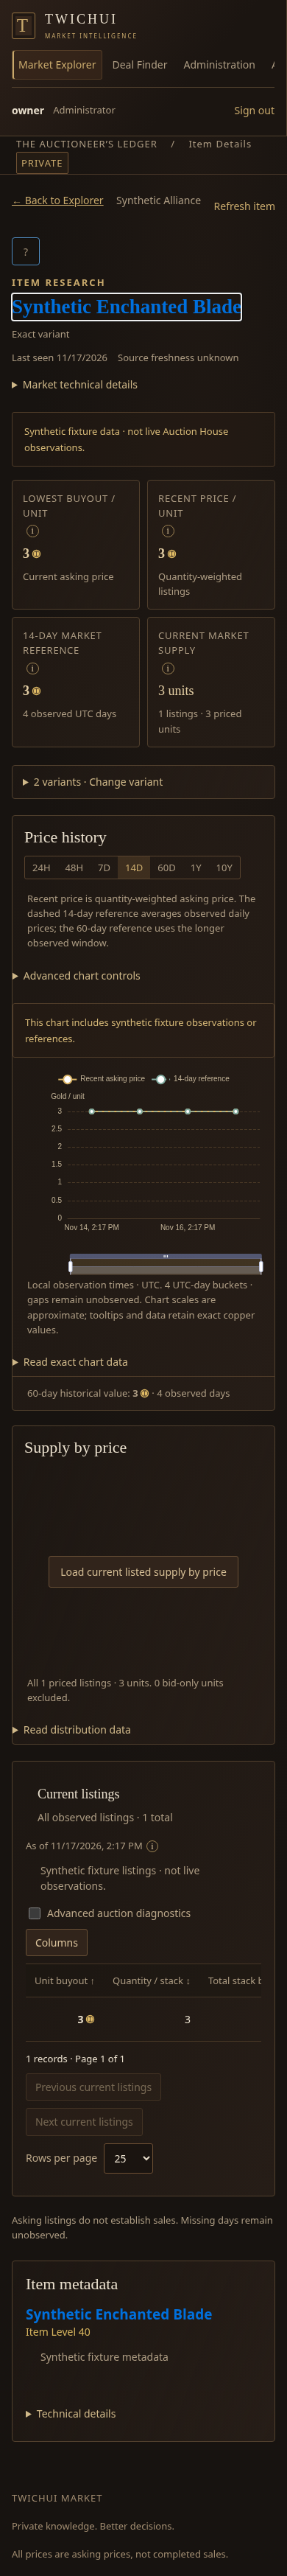 T
TWICHUI
MARKET INTELLIGENCE
Market Explorer Deal Finder Administration
owner Administrator Sign out
THE AUCTIONEER'S LEDGER / Item Details
PRIVATE
← Back to Explorer Synthetic Alliance Refresh item
?
ITEM RESEARCH
Synthetic Enchanted Blade
Exact variant
Last seen 11/17/2026 Source freshness unknown
▶ Market technical details
Synthetic fixture data · not live Auction House
observations.
LOWEST BUYOUT /
UNIT
i
3
Current asking price
RECENT PRICE /
UNIT
i
3
Quantity-weighted
listings
14-DAY MARKET
REFERENCE
i
3
4 observed UTC days
CURRENT MARKET
SUPPLY
i
3 units
1 listings · 3 priced
units
▶ 2 variants · Change variant
Price history
24H 48H 7D 14D 60D 1Y 10Y
Recent price is quantity-weighted asking price. The
dashed 14-day reference averages observed daily
prices; the 60-day reference uses the longer
observed window.
▶ Advanced chart controls
This chart includes synthetic fixture observations or
references.
Recent asking price 14-day reference
Gold / unit
3
2.5
2
1.5
1
0.5
0
Nov 14, 2:17 PM Nov 16, 2:17 PM
Local observation times · UTC. 4 UTC-day buckets ·
gaps remain unobserved. Chart scales are
approximate; tooltips and data retain exact copper
values.
▶ Read exact chart data
60-day historical value: 3 · 4 observed days
Supply by price
Load current listed supply by price
All 1 priced listings · 3 units. 0 bid-only units
excluded.
▶ Read distribution data
Current listings
All observed listings · 1 total
As of 11/17/2026, 2:17 PM i
Synthetic fixture listings · not live
observations.
Advanced auction diagnostics
Columns
Unit buyout ↑ Quantity / stack ↕ Total stack
3 3
1 records · Page 1 of 1
Previous current listings
Next current listings
Rows per page 25
Asking listings do not establish sales. Missing days remain
unobserved.
Item metadata
Synthetic Enchanted Blade
Item Level 40
Synthetic fixture metadata
▶ Technical details
TWICHUI MARKET
Private knowledge. Better decisions.
All prices are asking prices, not completed sales.